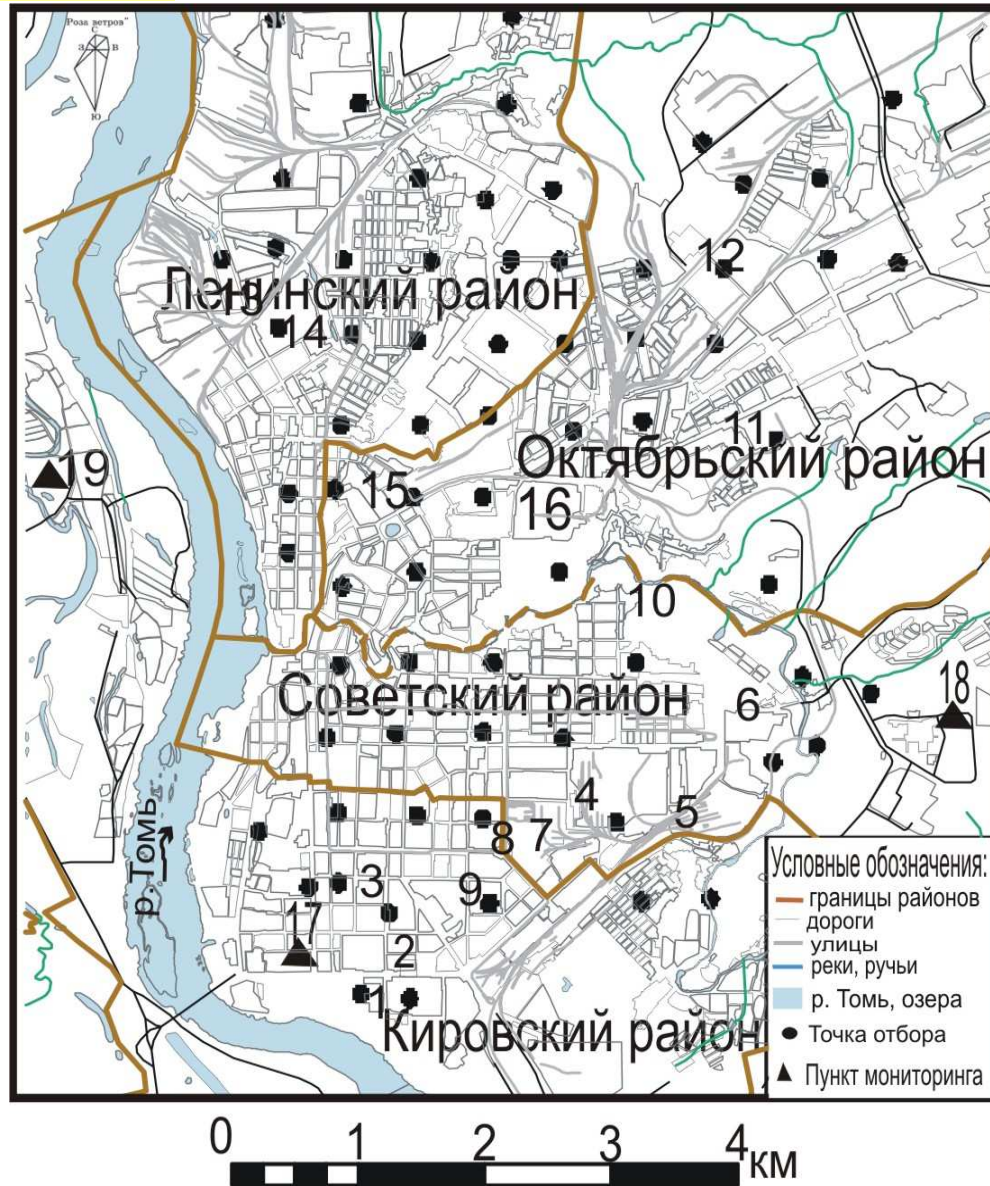 Роза ветров"
С
З В
Ю
12
Ленинский район
13
14
11
Октябрьский район
19
15
16
10
Советский район
6
18
4
5
8 7
р. Томь
3
9
17
2
1
Кировский район
Условные обозначения:
границы районов
дороги
улицы
реки, ручьи
р. Томь, озера
Точка отбора
Пункт мониторинга
0 1 2 3 4 км